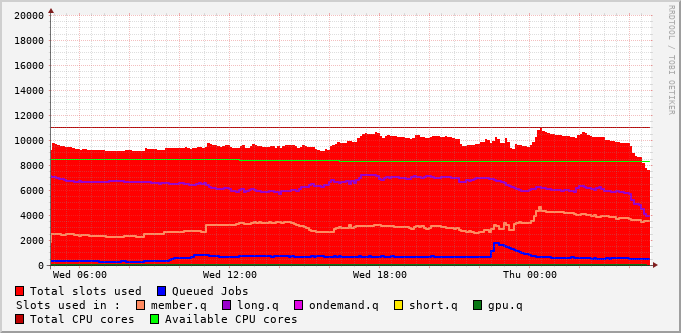 20000
18000
16000
14000
12000
10000
8000
6000
4000
2000
0
Wed 06:00 Wed 12:00 Wed 18:00 Thu 00:00
Total slots used Queued Jobs
Slots used in : member.q long.q ondemand.q short.q gpu.q
Total CPU cores Available CPU cores
RRDTOOL / TOBI OETIKER